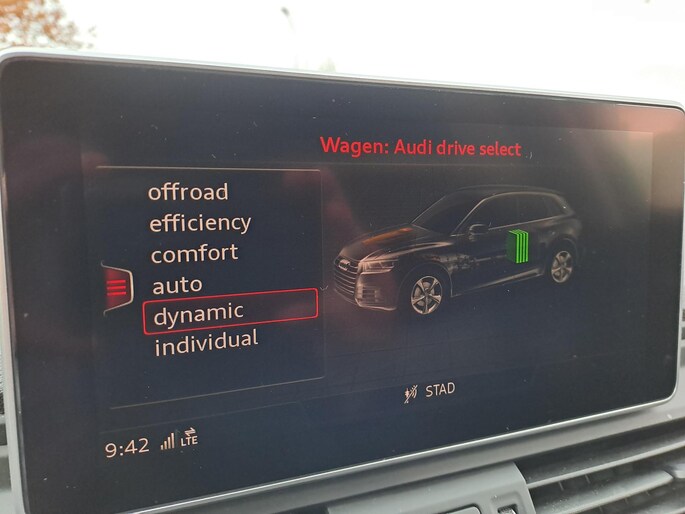 Wagen: Audi drive select
offroad
efficiency
comfort
auto
dynamic
individual
STAD
9:42 LTE